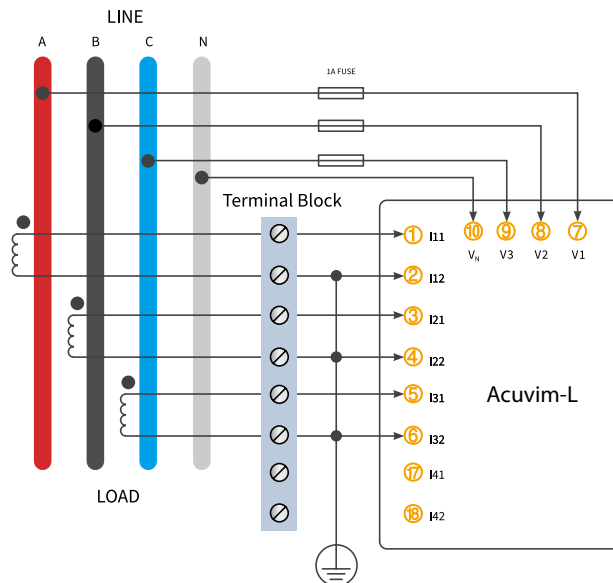 LINE
A B C N
1A FUSE
Terminal Block
10 9 8 7
VN V3 V2 V1
1 I11
2 I12
3 I21
4 I22
5 I31
6 I32
17 I41
18 I42
Acuvim-L
LOAD